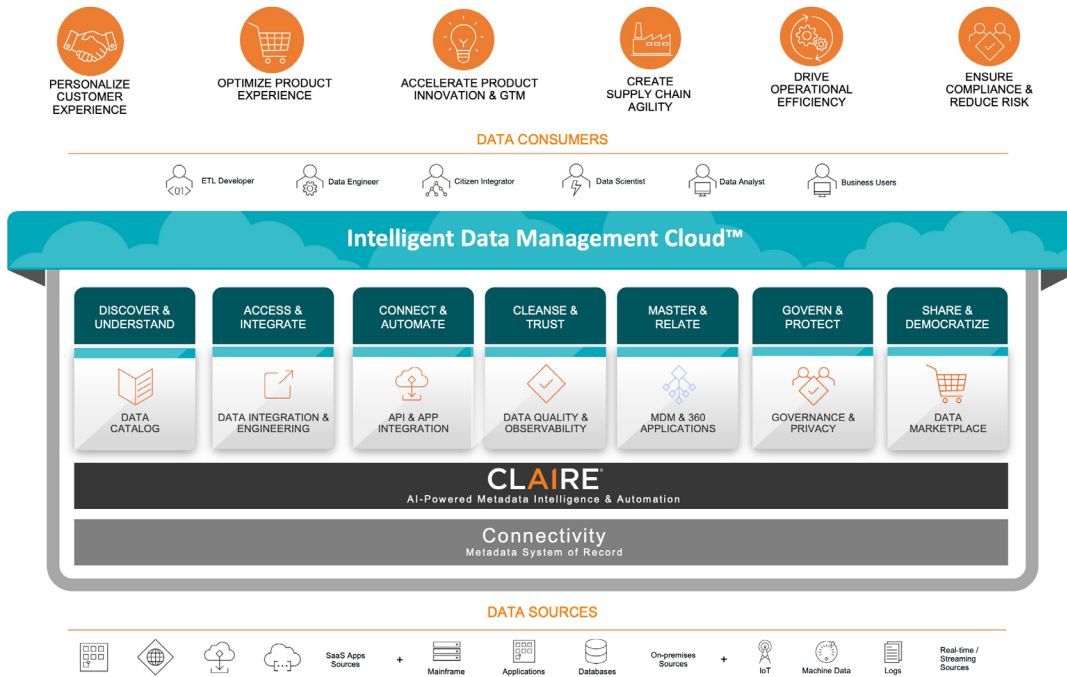 PERSONALIZE
CUSTOMER
EXPERIENCE
OPTIMIZE PRODUCT
EXPERIENCE
ACCELERATE PRODUCT
INNOVATION & GTM
CREATE
SUPPLY CHAIN
AGILITY
DRIVE
OPERATIONAL
EFFICIENCY
ENSURE
COMPLIANCE &
REDUCE RISK
DATA CONSUMERS
<01>
ETL Developer
Data Engineer
Citizen Integrator
Data Scientist
Data Analyst
Business Users
Intelligent Data Management Cloud™
DISCOVER &
UNDERSTAND
DATA
CATALOG
ACCESS &
INTEGRATE
DATA INTEGRATION &
ENGINEERING
CONNECT &
AUTOMATE
API & APP
INTEGRATION
CLEANSE &
TRUST
DATA QUALITY &
OBSERVABILITY
MASTER &
RELATE
MDM & 360
APPLICATIONS
GOVERN &
PROTECT
GOVERNANCE &
PRIVACY
SHARE &
DEMOCRATIZE
DATA
MARKETPLACE
CLAIRE®
AI-Powered Metadata Intelligence & Automation
Connectivity
Metadata System of Record
DATA SOURCES
SaaS Apps
Sources
+
Mainframe
Applications
Databases
On-premises
Sources
+
IoT
Machine Data
Logs
Real-time /
Streaming
Sources